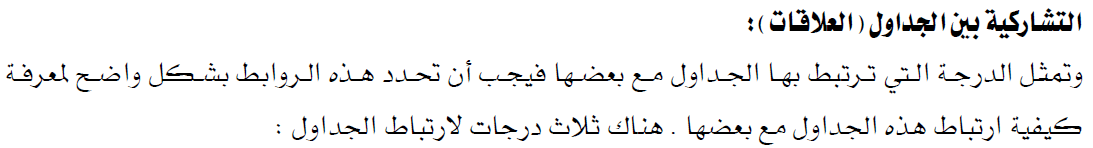 التشاركية بين الجداول (العلاقات):
وتمثل الدرجة التي ترتبط بها الجداول مع بعضها فيجب أن تحدد هذه الروابط بشكل واضح لمعرفة
كيفية ارتباط هذه الجداول مع بعضها . هناك ثلاث درجات لارتباط الجداول :